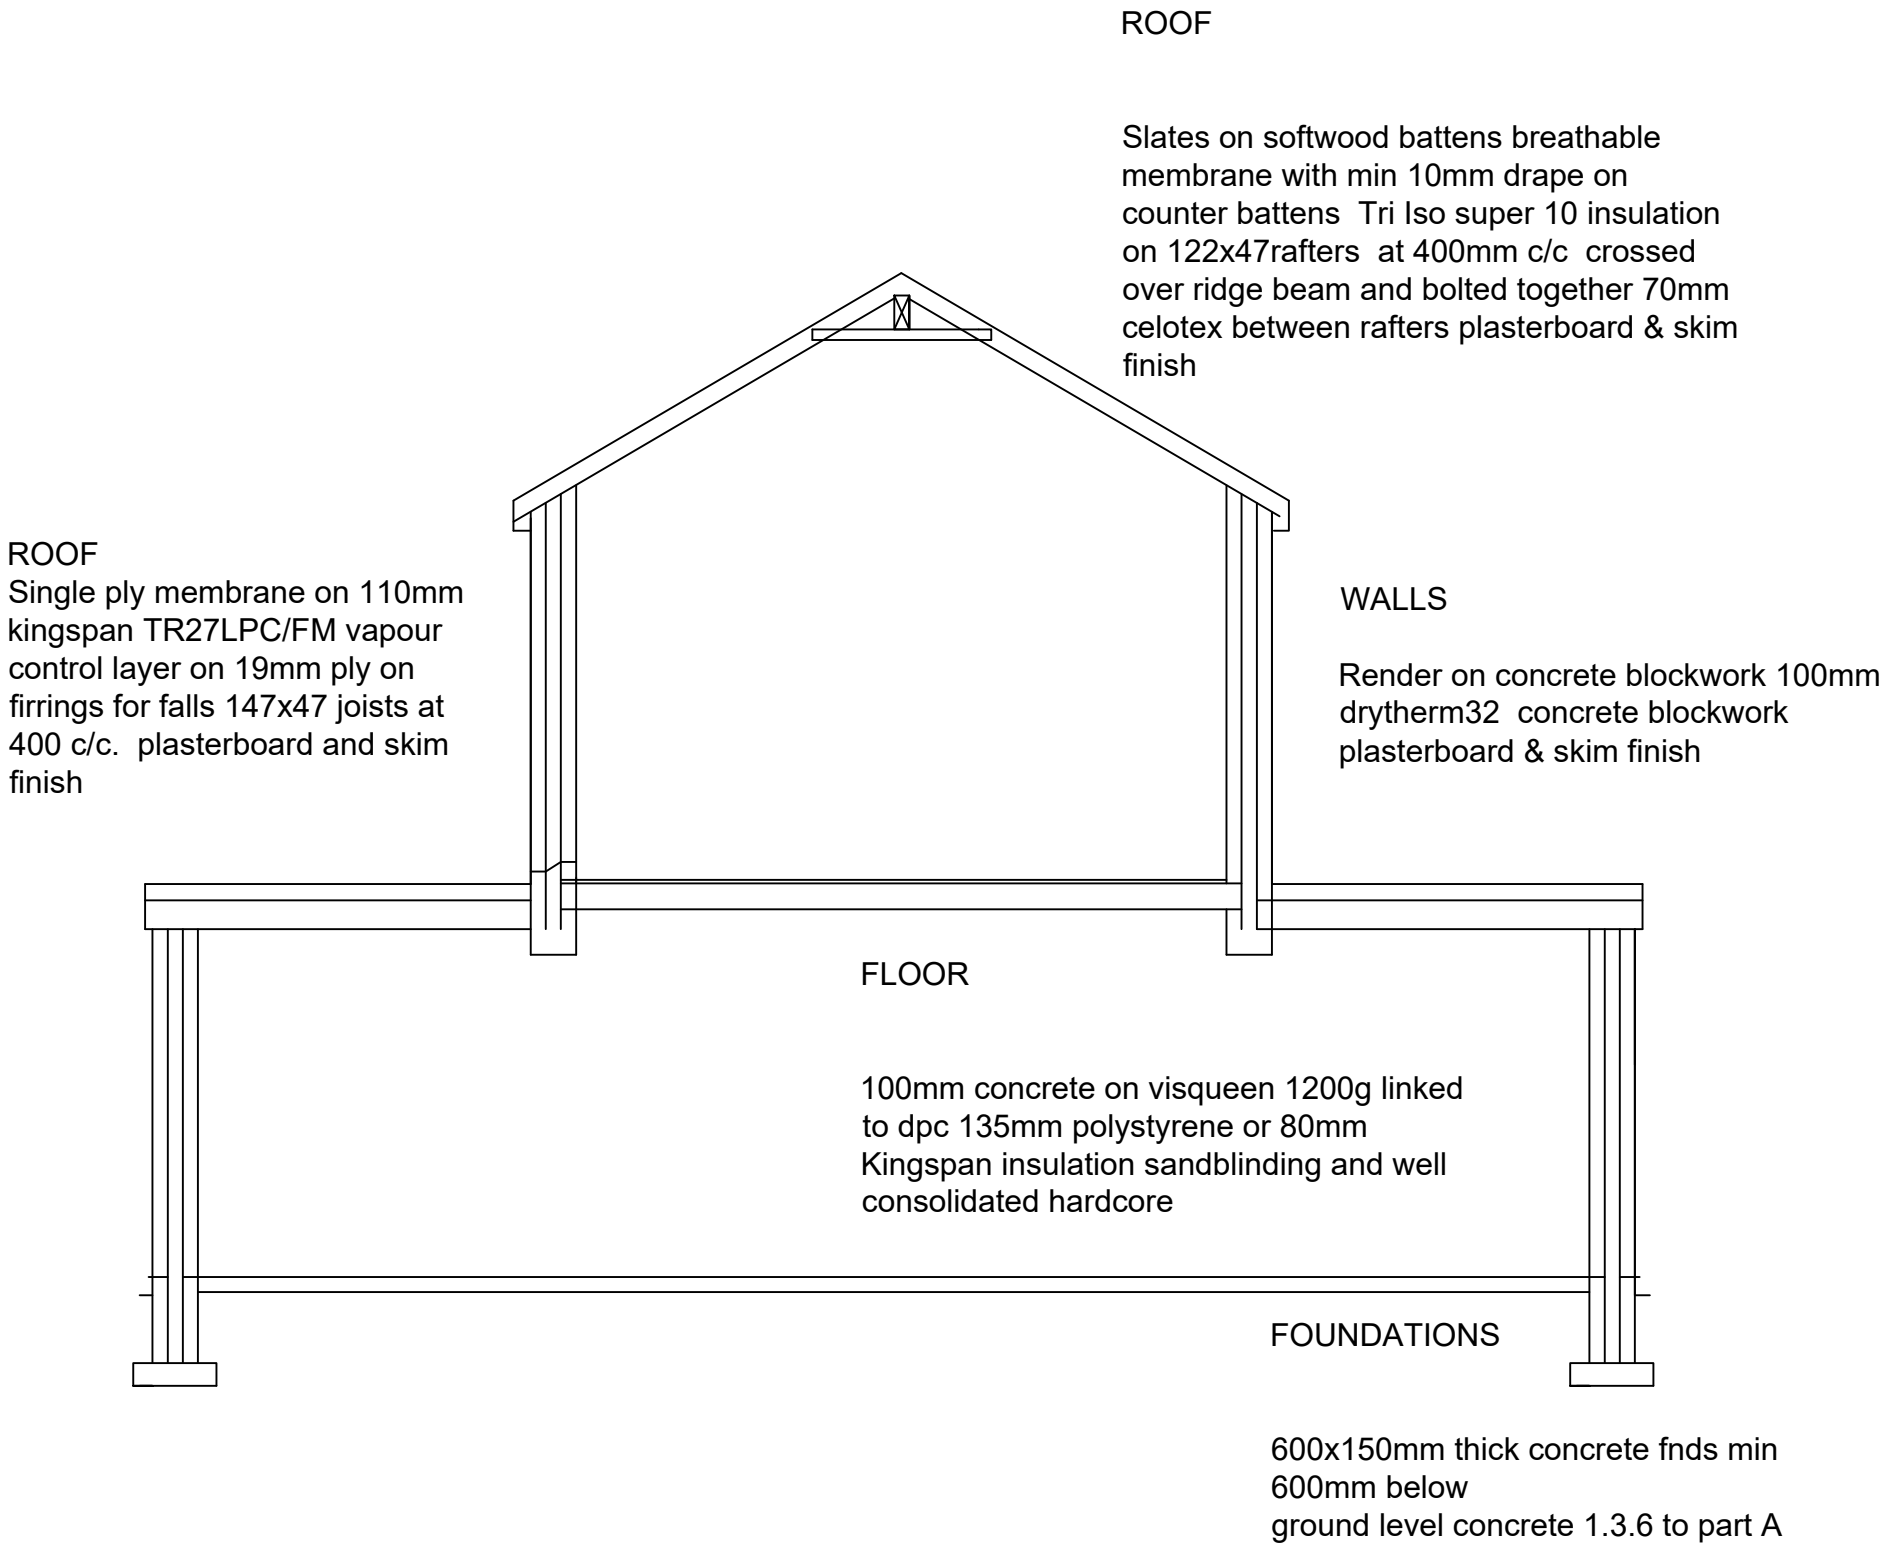 ROOF
Slates on softwood battens breathable
membrane with min 10mm drape on
counter battens  Tri Iso super 10 insulation
on 122x47rafters  at 400mm c/c  crossed
over ridge beam and bolted together 70mm
celotex between rafters plasterboard & skim
finish
ROOF
Single ply membrane on 110mm
kingspan TR27LPC/FM vapour
control layer on 19mm ply on
firrings for falls 147x47 joists at
400 c/c.  plasterboard and skim
finish
WALLS
Render on concrete blockwork 100mm
drytherm32  concrete blockwork
plasterboard & skim finish
FLOOR
100mm concrete on visqueen 1200g linked
to dpc 135mm polystyrene or 80mm
Kingspan insulation sandblinding and well
consolidated hardcore
FOUNDATIONS
600x150mm thick concrete fnds min
600mm below
ground level concrete 1.3.6 to part A